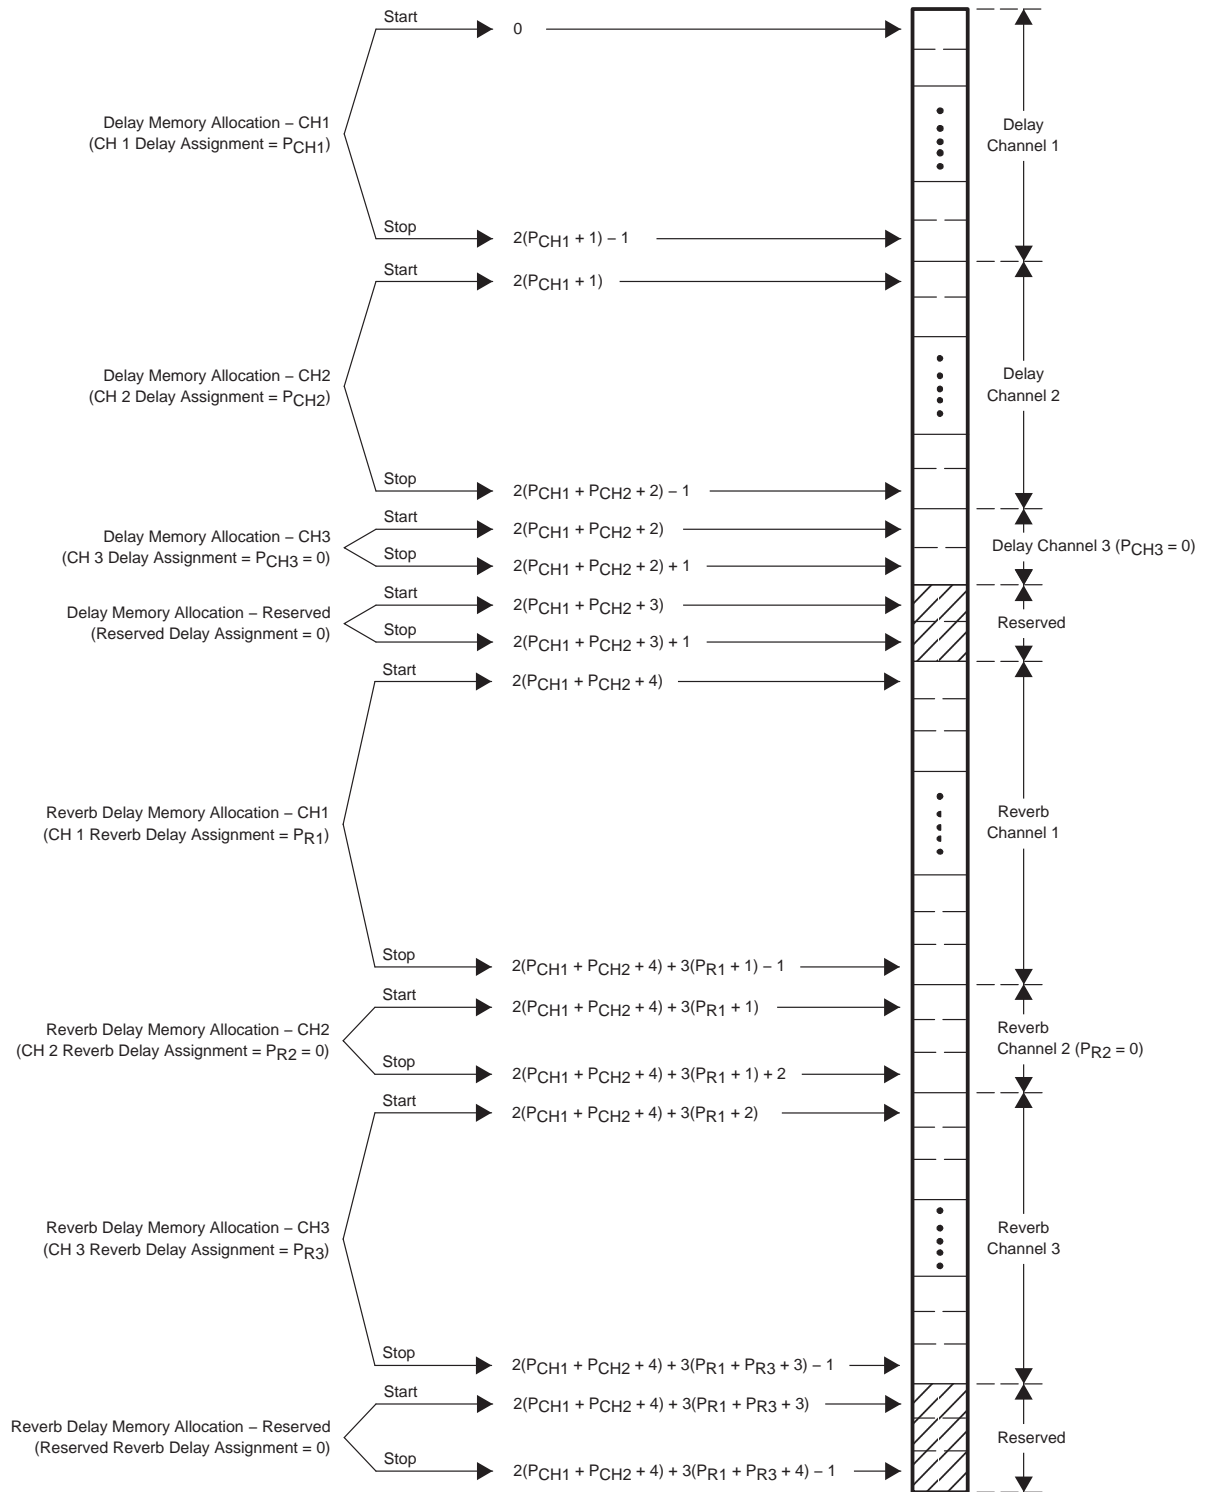 Start
0
Delay Memory Allocation – CH1
(CH 1 Delay Assignment = PCH1)
Delay
Channel 1
Stop
2(PCH1 + 1) – 1
Start
2(PCH1 + 1)
Delay Memory Allocation – CH2
(CH 2 Delay Assignment = PCH2)
Delay
Channel 2
Stop
2(PCH1 + PCH2 + 2) – 1
Start
2(PCH1 + PCH2 + 2)
Delay Memory Allocation – CH3
(CH 3 Delay Assignment = PCH3 = 0)
Delay Channel 3 (PCH3 = 0)
Stop
2(PCH1 + PCH2 + 2) + 1
Start
2(PCH1 + PCH2 + 3)
Delay Memory Allocation – Reserved
(Reserved Delay Assignment = 0)
Reserved
Stop
2(PCH1 + PCH2 + 3) + 1
Start
2(PCH1 + PCH2 + 4)
Reverb Delay Memory Allocation – CH1
(CH 1 Reverb Delay Assignment = PR1)
Reverb
Channel 1
Stop
2(PCH1 + PCH2 + 4) + 3(PR1 + 1) – 1
Start
2(PCH1 + PCH2 + 4) + 3(PR1 + 1)
Reverb Delay Memory Allocation – CH2
(CH 2 Reverb Delay Assignment = PR2 = 0)
Reverb
Channel 2 (PR2 = 0)
Stop
2(PCH1 + PCH2 + 4) + 3(PR1 + 1) + 2
Start
2(PCH1 + PCH2 + 4) + 3(PR1 + 2)
Reverb Delay Memory Allocation – CH3
(CH 3 Reverb Delay Assignment = PR3)
Reverb
Channel 3
Stop
2(PCH1 + PCH2 + 4) + 3(PR1 + PR3 + 3) – 1
Start
2(PCH1 + PCH2 + 4) + 3(PR1 + PR3 + 3)
Reverb Delay Memory Allocation – Reserved
(Reserved Reverb Delay Assignment = 0)
Reserved
Stop
2(PCH1 + PCH2 + 4) + 3(PR1 + PR3 + 4) – 1